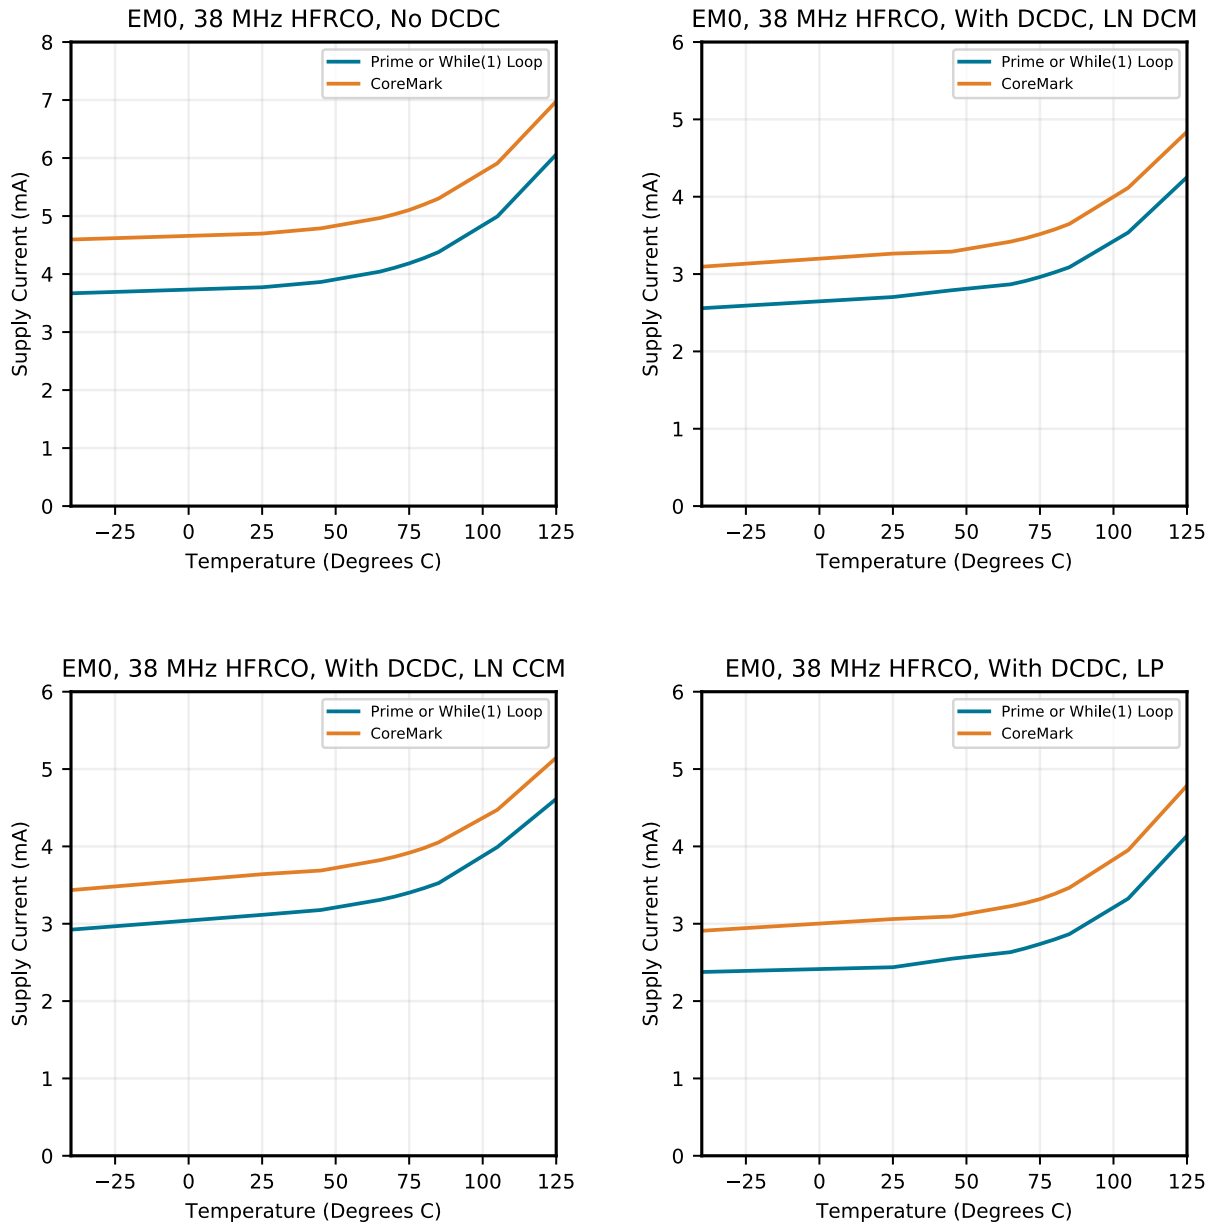 EM0, 38 MHz HFRCO, No DCDC
8
7
6
5
4
3
2
1
0
Supply Current (mA)
Prime or While(1) Loop
CoreMark
−25 0 25 50 75 100 125
Temperature (Degrees C)
EM0, 38 MHz HFRCO, With DCDC, LN DCM
6
5
4
3
2
1
0
Supply Current (mA)
Prime or While(1) Loop
CoreMark
−25 0 25 50 75 100 125
Temperature (Degrees C)
EM0, 38 MHz HFRCO, With DCDC, LN CCM
6
5
4
3
2
1
0
Supply Current (mA)
Prime or While(1) Loop
CoreMark
−25 0 25 50 75 100 125
Temperature (Degrees C)
EM0, 38 MHz HFRCO, With DCDC, LP
6
5
4
3
2
1
0
Supply Current (mA)
Prime or While(1) Loop
CoreMark
−25 0 25 50 75 100 125
Temperature (Degrees C)